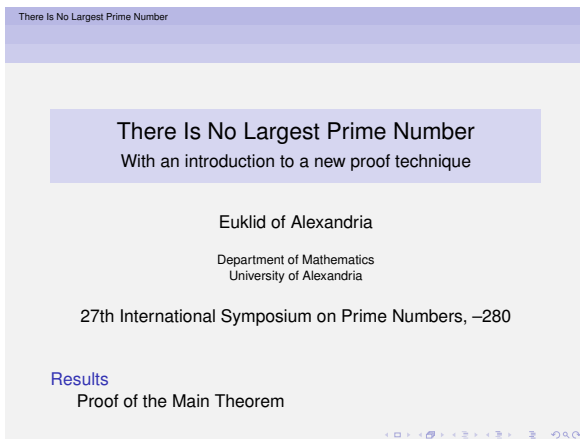 There Is No Largest Prime Number
There Is No Largest Prime Number
With an introduction to a new proof technique
Euklid of Alexandria
Department of Mathematics
University of Alexandria
27th International Symposium on Prime Numbers, –280
Results
Proof of the Main Theorem